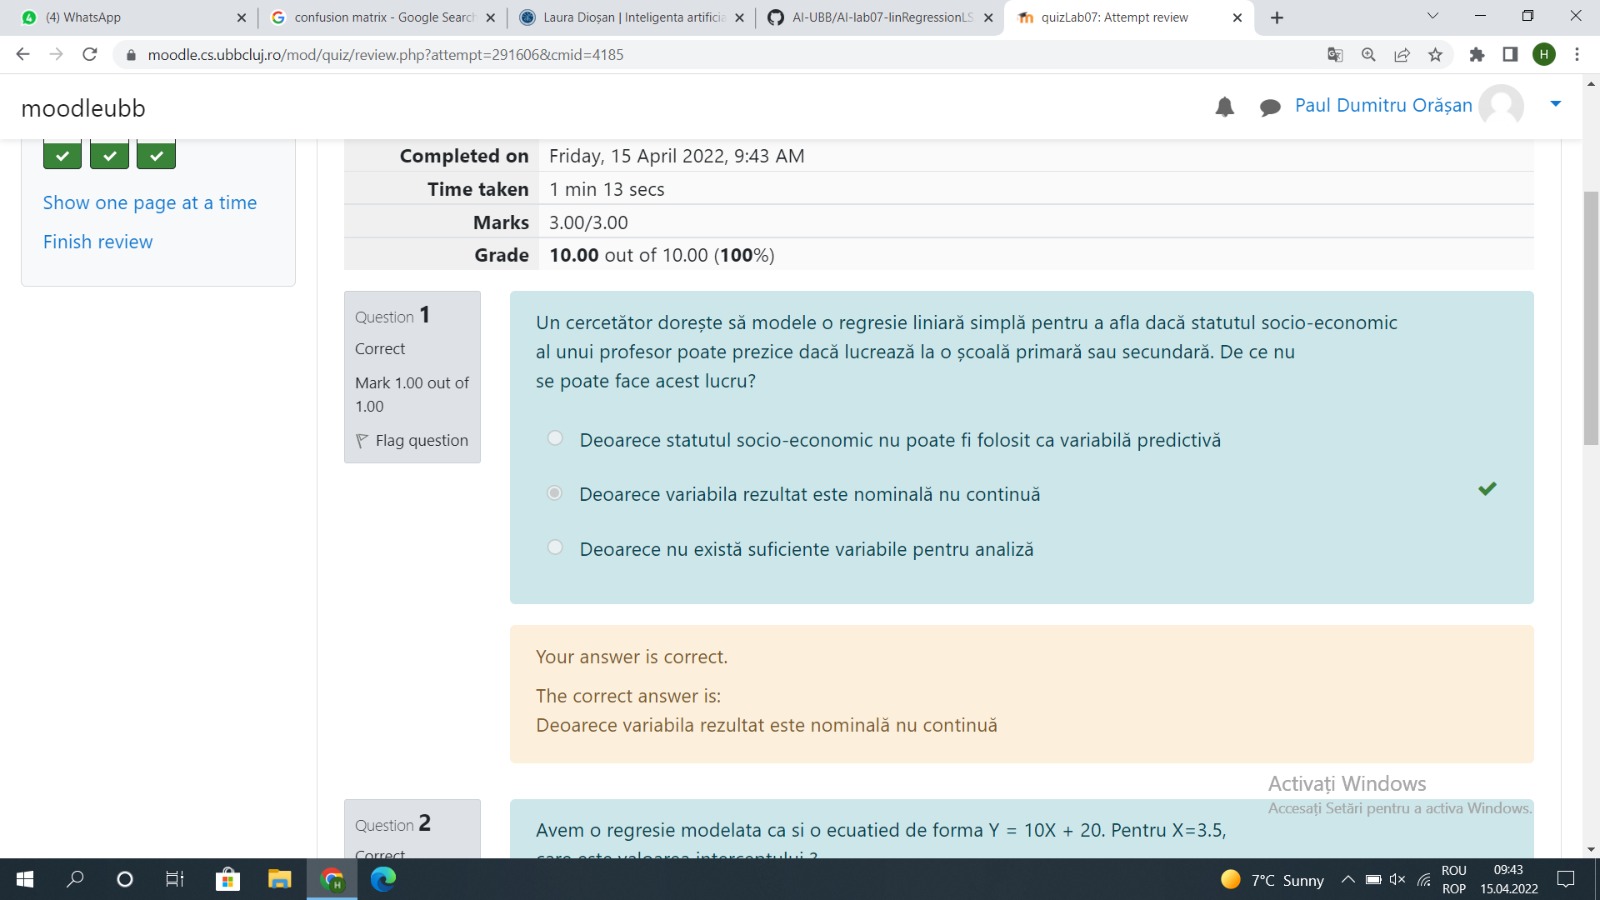 (4) WhatsApp
confusion matrix - Google Search
Laura Dioșan | Inteligenta artificia
AI-UBB/AI-lab07-linRegressionLS
quizLab07: Attempt review
moodle.cs.ubbcluj.ro/mod/quiz/review.php?attempt=291606&cmid=4185
H
moodleubb
Paul Dumitru Orășan
Show one page at a time
Finish review
Completed on Friday, 15 April 2022, 9:43 AM
Time taken 1 min 13 secs
Marks 3.00/3.00
Grade 10.00 out of 10.00 (100%)
Question 1
Correct
Mark 1.00 out of
1.00
Flag question
Un cercetător dorește să modele o regresie liniară simplă pentru a afla dacă statutul socio-economic
al unui profesor poate prezice dacă lucrează la o școală primară sau secundară. De ce nu
se poate face acest lucru?
Deoarece statutul socio-economic nu poate fi folosit ca variabilă predictivă
Deoarece variabila rezultat este nominală nu continuă
Deoarece nu există suficiente variabile pentru analiză
Your answer is correct.
The correct answer is:
Deoarece variabila rezultat este nominală nu continuă
Activați Windows
Accesați Setări pentru a activa Windows.
Question 2
Correct
Avem o regresie modelata ca si o ecuatied de forma Y = 10X + 20. Pentru X=3.5,
care este valoarea interceptului ?
7°C Sunny
ROU
ROP
09:43
15.04.2022